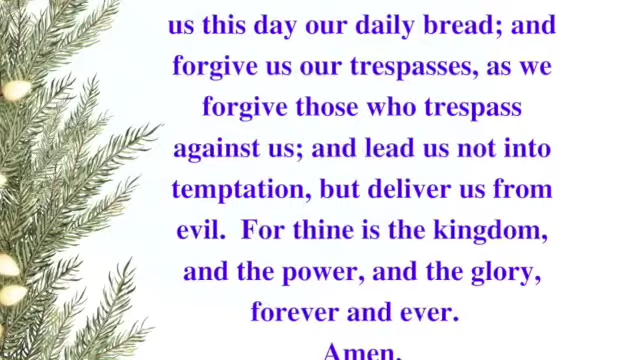 us this day our daily bread; and
forgive us our trespasses, as we
forgive those who trespass
against us; and lead us not into
temptation, but deliver us from
evil.  For thine is the kingdom,
and the power, and the glory,
forever and ever.
Amen.